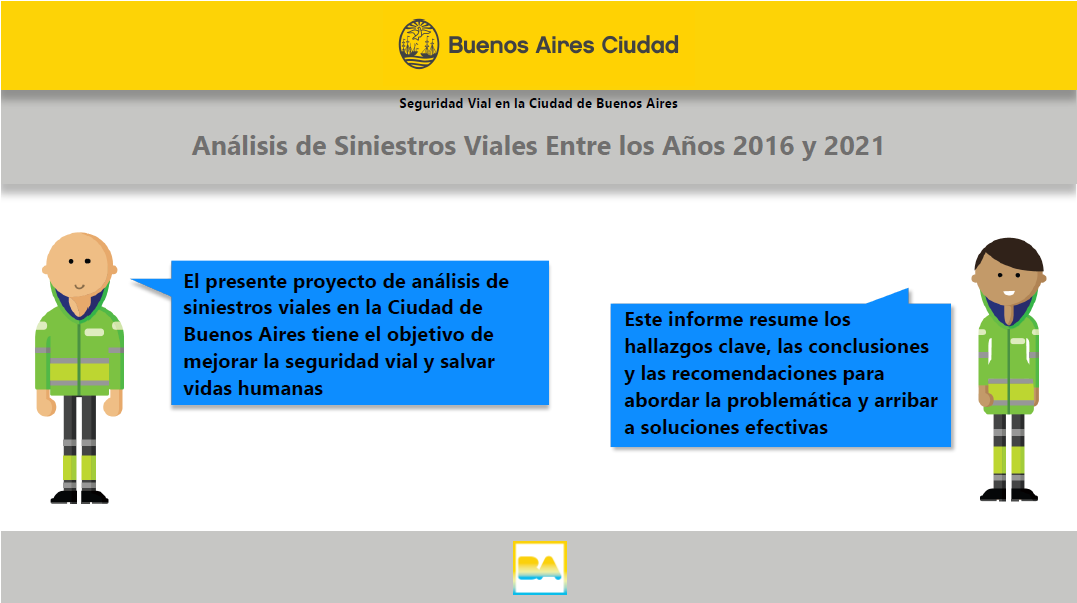 Buenos Aires Ciudad
Seguridad Vial en la Ciudad de Buenos Aires
Análisis de Siniestros Viales Entre los Años 2016 y 2021
El presente proyecto de análisis de
siniestros viales en la Ciudad de
Buenos Aires tiene el objetivo de
mejorar la seguridad vial y salvar
vidas humanas
Este informe resume los
hallazgos clave, las conclusiones
y las recomendaciones para
abordar la problemática y arribar
a soluciones efectivas
BA